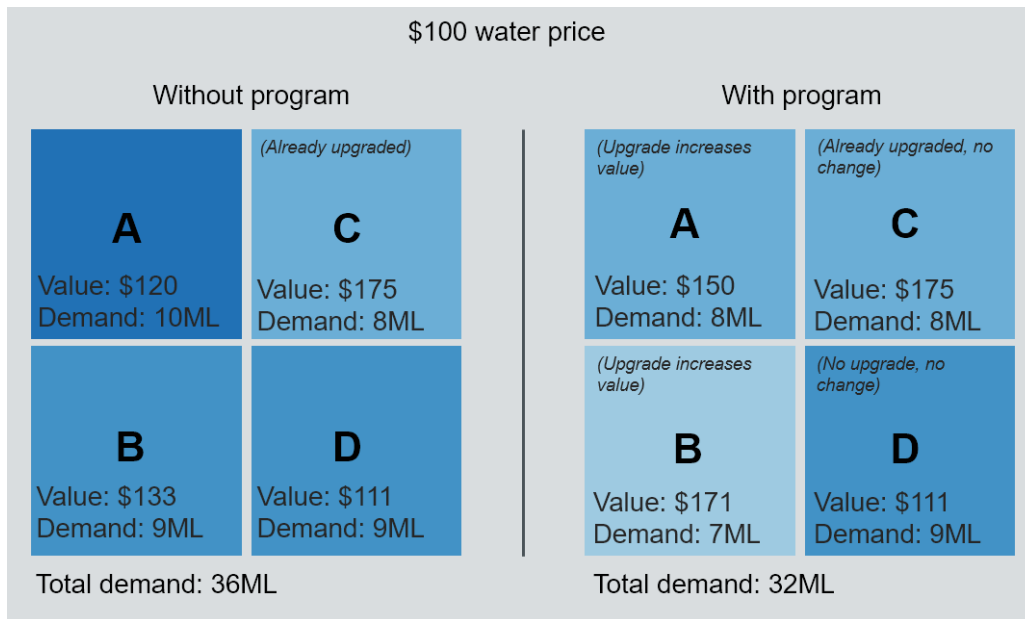 $100 water price
Without program
A
Value: $120
Demand: 10ML
(Already upgraded)
C
Value: $175
Demand: 8ML
B
Value: $133
Demand: 9ML
D
Value: $111
Demand: 9ML
Total demand: 36ML
With program
(Upgrade increases
value)
A
Value: $150
Demand: 8ML
(Already upgraded, no
change)
C
Value: $175
Demand: 8ML
(Upgrade increases
value)
B
Value: $171
Demand: 7ML
(No upgrade, no
change)
D
Value: $111
Demand: 9ML
Total demand: 32ML